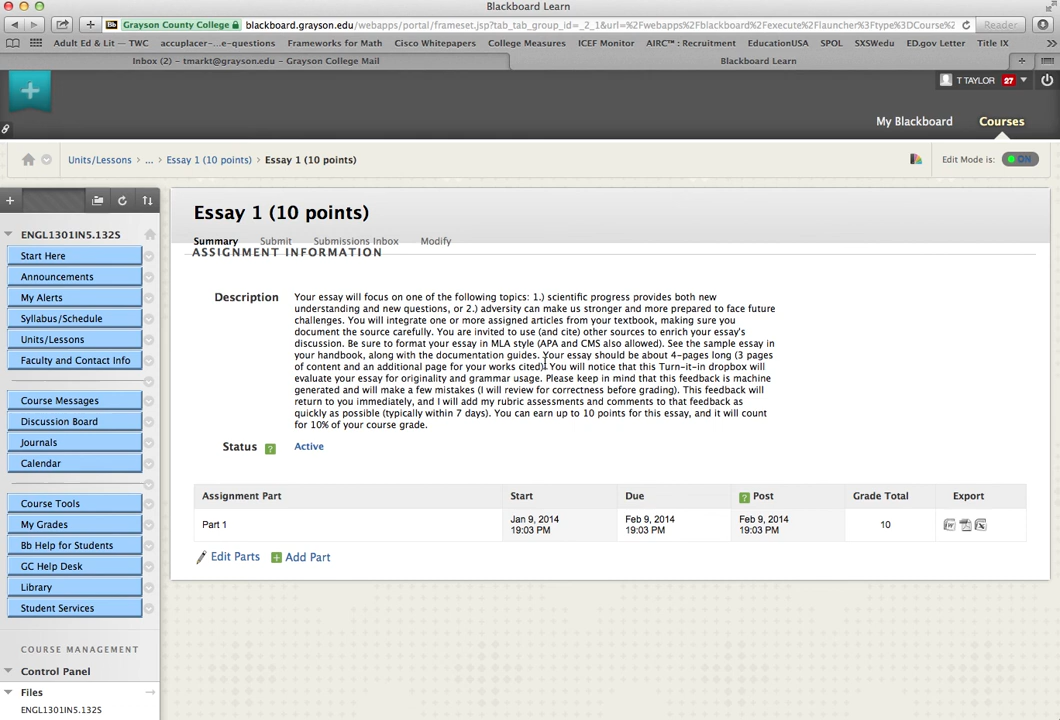 Blackboard Learn
Grayson County College blackboard.grayson.edu/webapps/portal/frameset.jsp?tab_tab_group_id=_2_1&url=%2Fwebapps%2Fblackboard%2Fexecute%2Flauncher%3Ftype%3DCourse* Reader
Adult Ed & Lit — TWC accuplacer-...e-questions Frameworks for Math Cisco Whitepapers College Measures ICEF Monitor AIRC™ : Recruitment EducationUSA SPOL SXSWedu ED.gov Letter Title IX
Inbox (2) - tmarkt@grayson.edu - Grayson College Mail Blackboard Learn
T TAYLOR 27
My Blackboard Courses
Units/Lessons › ... › Essay 1 (10 points) › Essay 1 (10 points) Edit Mode is: ON
Essay 1 (10 points)
Summary Submit Submissions Inbox Modify
ASSIGNMENT INFORMATION
Description Your essay will focus on one of the following topics: 1.) scientific progress provides both new
understanding and new questions, or 2.) adversity can make us stronger and more prepared to face future
challenges. You will integrate one or more assigned articles from your textbook, making sure you
document the source carefully. You are invited to use (and cite) other sources to enrich your essay's
discussion. Be sure to format your essay in MLA style (APA and CMS also allowed). See the sample essay in
your handbook, along with the documentation guides. Your essay should be about 4-pages long (3 pages
of content and an additional page for your works cited). You will notice that this Turn-it-in dropbox will
evaluate your essay for originality and grammar usage. Please keep in mind that this feedback is machine
generated and will make a few mistakes (I will review for correctness before grading). This feedback will
return to you immediately, and I will add my rubric assessments and comments to that feedback as
quickly as possible (typically within 7 days). You can earn up to 10 points for this essay, and it will count
for 10% of your course grade.
Status ? Active
Assignment Part Start Due ? Post Grade Total Export
Part 1 Jan 9, 2014 Feb 9, 2014 Feb 9, 2014 10
19:03 PM 19:03 PM 19:03 PM
Edit Parts Add Part
ENGL1301IN5.132S
Start Here
Announcements
My Alerts
Syllabus/Schedule
Units/Lessons
Faculty and Contact Info
Course Messages
Discussion Board
Journals
Calendar
Course Tools
My Grades
Bb Help for Students
GC Help Desk
Library
Student Services
COURSE MANAGEMENT
Control Panel
Files
ENGL1301IN5.132S